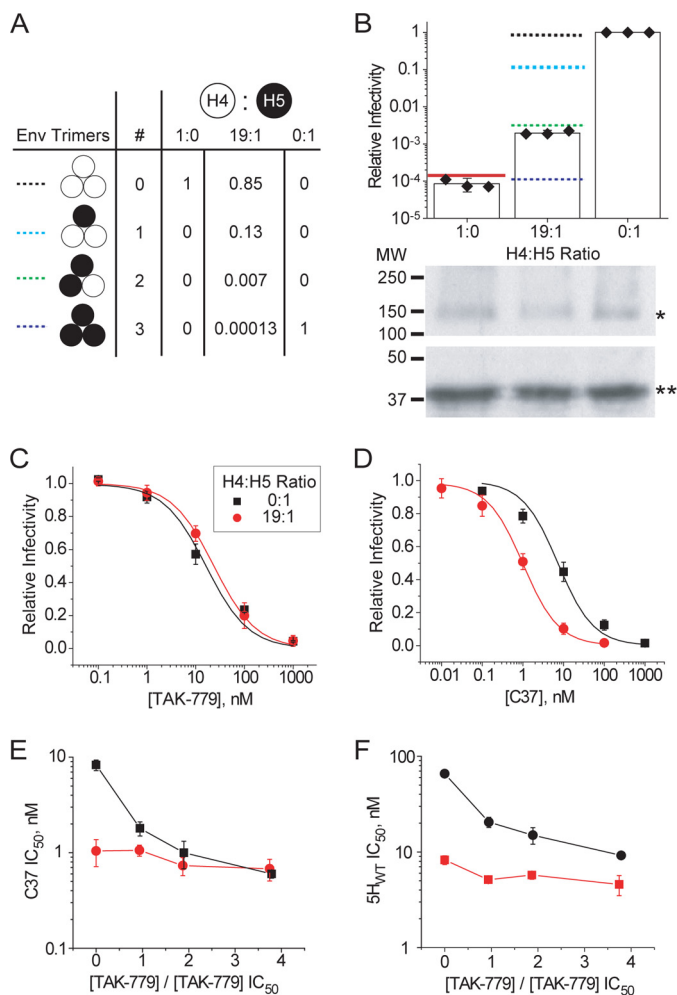 A
H4 : H5
Env Trimers # 1:0 19:1 0:1
0 1 0.85 0
1 0 0.13 0
2 0 0.007 0
3 0 0.00013 1
B
Relative Infectivity
1
0.1
0.01
10-3
10-4
10-5
1:0 19:1 0:1
H4:H5 Ratio
MW
250
150
100
*
50
37
**
C
Relative Infectivity
1.0
0.8
0.6
0.4
0.2
0.0
H4:H5 Ratio
0:1
19:1
0.1 1 10 100 1000
[TAK-779], nM
D
Relative Infectivity
1.0
0.8
0.6
0.4
0.2
0.0
0.01 0.1 1 10 100 1000
[C37], nM
E
C37 IC50, nM
10
1
0.1
0 1 2 3 4
[TAK-779] / [TAK-779] IC50
F
5HWT IC50, nM
100
10
1
0 1 2 3 4
[TAK-779] / [TAK-779] IC50